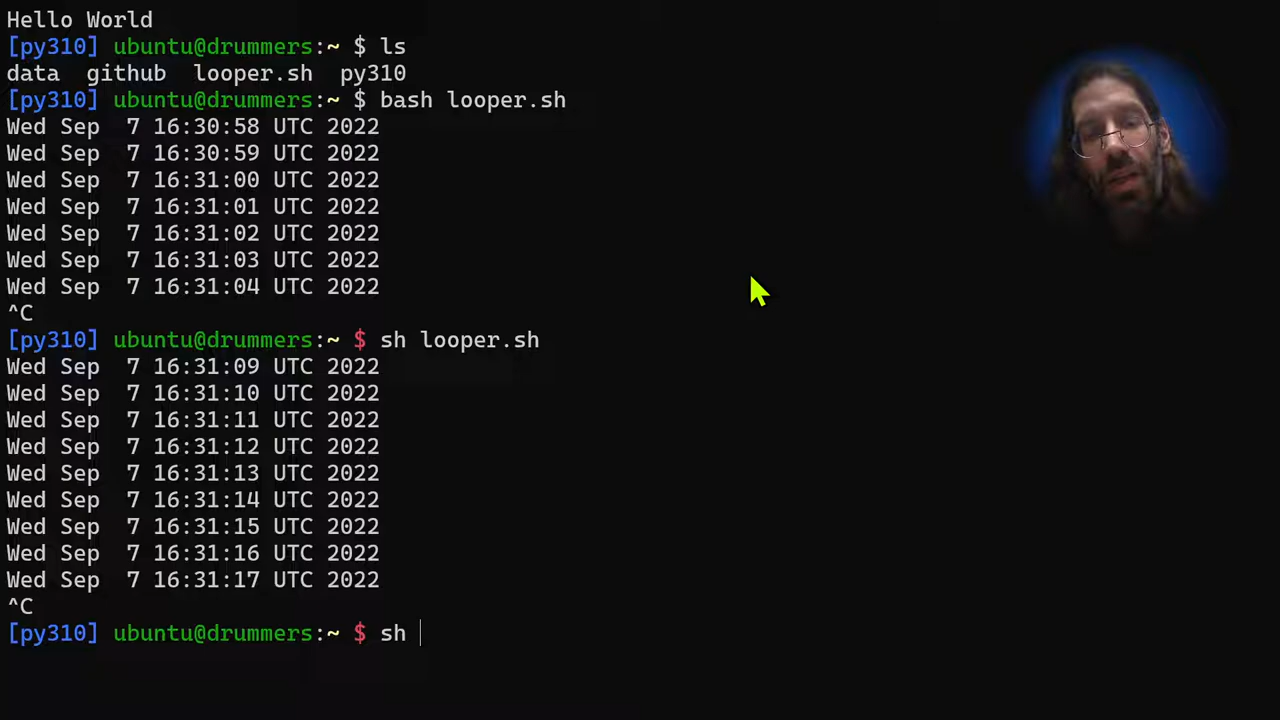 Hello World
[py310] ubuntu@drummers:~ $ ls
data  github  looper.sh  py310
[py310] ubuntu@drummers:~ $ bash looper.sh
Wed Sep  7 16:30:58 UTC 2022
Wed Sep  7 16:30:59 UTC 2022
Wed Sep  7 16:31:00 UTC 2022
Wed Sep  7 16:31:01 UTC 2022
Wed Sep  7 16:31:02 UTC 2022
Wed Sep  7 16:31:03 UTC 2022
Wed Sep  7 16:31:04 UTC 2022
^C
[py310] ubuntu@drummers:~ $ sh looper.sh
Wed Sep  7 16:31:09 UTC 2022
Wed Sep  7 16:31:10 UTC 2022
Wed Sep  7 16:31:11 UTC 2022
Wed Sep  7 16:31:12 UTC 2022
Wed Sep  7 16:31:13 UTC 2022
Wed Sep  7 16:31:14 UTC 2022
Wed Sep  7 16:31:15 UTC 2022
Wed Sep  7 16:31:16 UTC 2022
Wed Sep  7 16:31:17 UTC 2022
^C
[py310] ubuntu@drummers:~ $ sh